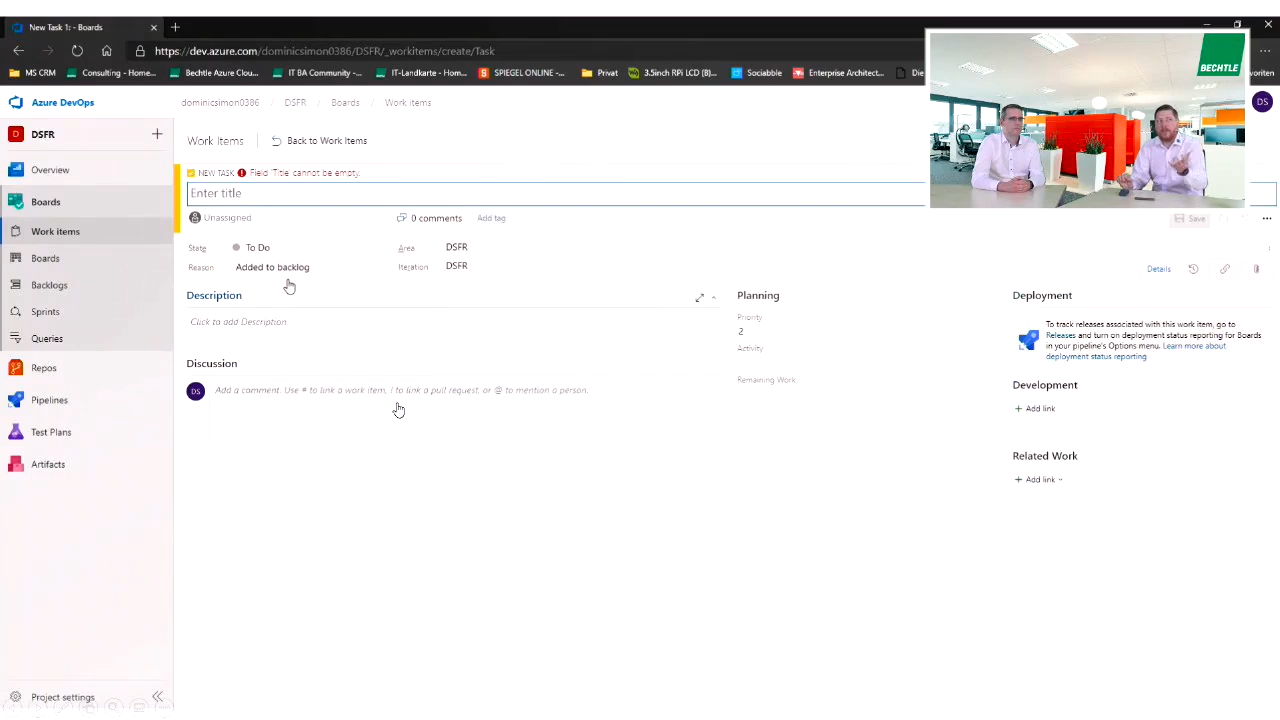 New Task 1: - Boards
https://dev.azure.com/dominicsimon0386/DSFR/_workitems/create/Task
MS CRM
Consulting - Home...
Bechtle Azure Clou...
IT BA Community -...
IT-Landkarte - Hom...
SPIEGEL ONLINE -...
Privat
3.5inch RPi LCD (B)...
Sociabble
Enterprise Architect...
Die
voriten
BECHTLE
Azure DevOps
dominicsimon0386 / DSFR / Boards / Work items
DS
D DSFR
Work Items
Back to Work Items
Overview
NEW TASK Field 'Title' cannot be empty.
Enter title
Boards
Unassigned
0 comments
Add tag
Save
Work items
State To Do
Area DSFR
Boards
Reason Added to backlog
Iteration DSFR
Details
Backlogs
Description
Planning
Deployment
Sprints
Click to add Description
Priority
2
To track releases associated with this work item, go to
Releases and turn on deployment status reporting for Boards
in your pipeline's Options menu. Learn more about
deployment status reporting
Queries
Activity
Repos
Discussion
Remaining Work
Development
DS Add a comment. Use # to link a work item, ! to link a pull request, or @ to mention a person.
Pipelines
Add link
Test Plans
Related Work
Artifacts
Add link
Project settings